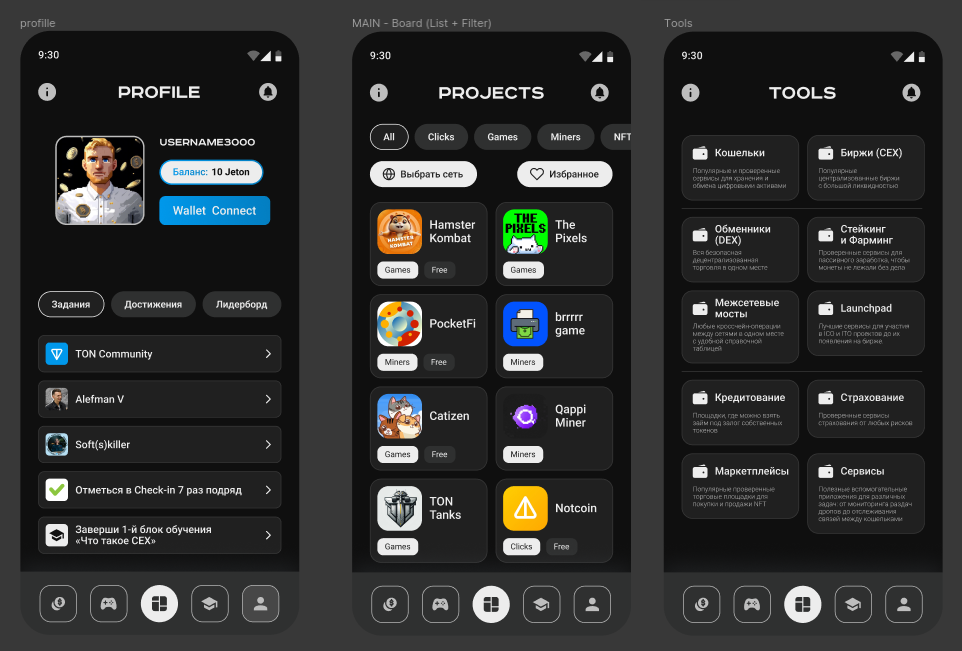 profille
9:30
PROFILE
USERNAME3000
Баланс: 10 Jeton
Wallet Connect
Задания
Достижения
Лидерборд
TON Community
Alefman V
Soft(s)killer
Отметься в Check-in 7 раз подряд
Заверши 1-й блок обучения
«Что такое CEX»
MAIN - Board (List + Filter)
9:30
PROJECTS
All
Clicks
Games
Miners
NFT
Выбрать сеть
Избранное
HAMSTER
KOMBAT
Hamster
Kombat
Games
Free
THE
PIXELS
The
Pixels
Games
PocketFi
Miners
Free
brrrrr
game
Miners
Catizen
Games
Free
Qappi
Miner
Miners
TON
Tanks
Games
Notcoin
Clicks
Free
Tools
9:30
TOOLS
Кошельки
Популярные и проверенные
сервисы для хранения и
обмена цифровыми активами
Биржи (CEX)
Популярные
централизованные биржи
с большой ликвидностью
Обменники
(DEX)
Вся безопасная
децентрализованная
торговля в одном месте
Стейкинг
и Фарминг
Проверенные сервисы для
пассивного заработка, чтобы
монеты не лежали без дела
Межсетевые
мосты
Любые кроссчейн-операции
между сетями в одном месте
с удобной справочной
таблицей
Launchpad
Лучшие сервисы для участия
в ICO и ITO проектов до их
появления на бирже
Кредитование
Площадки, где можно взять
займ под залог собственных
токенов
Страхование
Проверенные сервисы
страхования от любых рисков
Маркетплейсы
Популярные проверенные
торговые площадки для
покупки и продажи NFT
Сервисы
Полезные вспомогательные
приложения для различных
задач: от мониторинга раздач
дропов до отслеживания
связей между кошельками